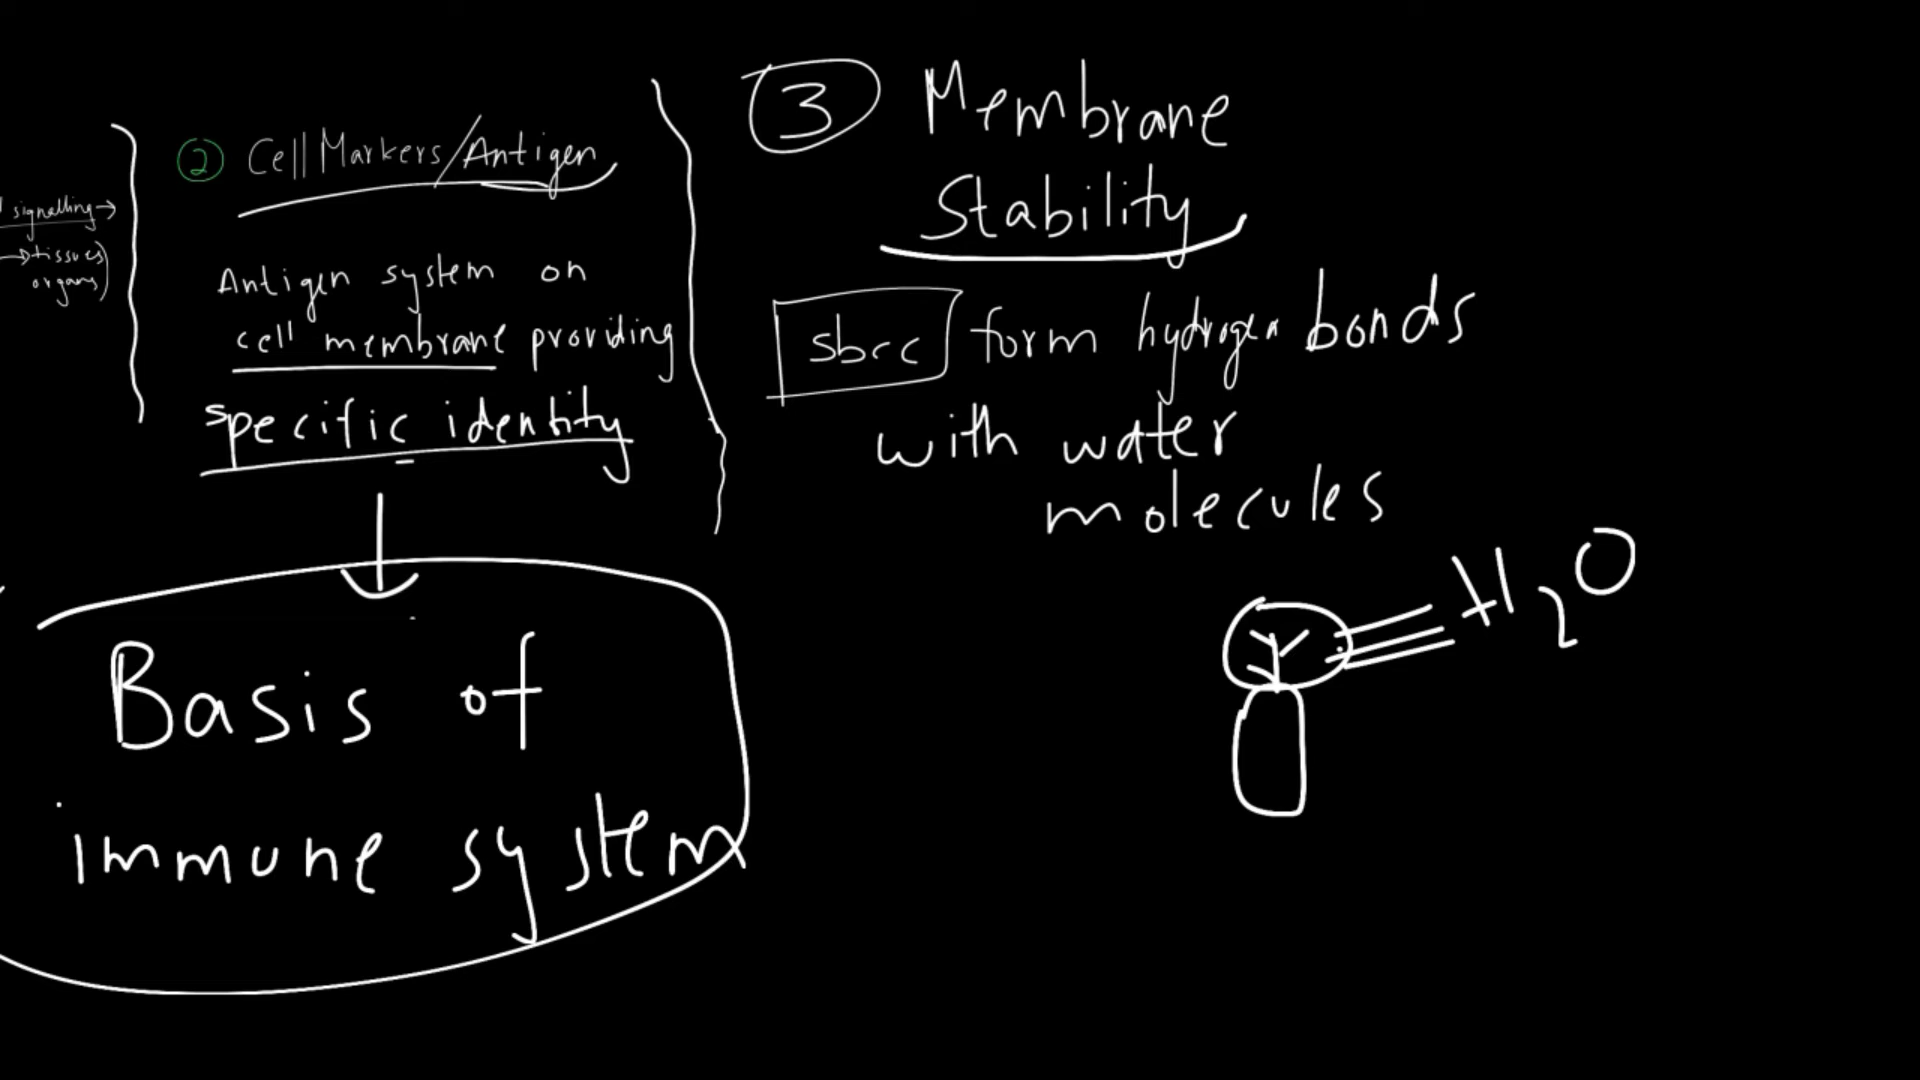 signalling →
→ tissues
organs)
② Cell Markers/Antigen
Antigen system on
cell membrane providing
specific identity
Basis of
immune system
③ Membrane
Stability
sbcc form hydrogen bonds
with water
molecules
H2O